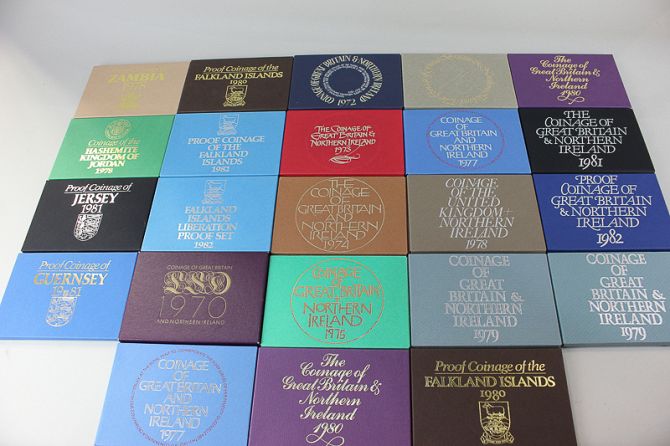 ZAMBIA
Proof Coinage of the
FALKLAND ISLANDS
1980
COINAGE OF GREAT BRITAIN & NORTHERN IRELAND
1972
The
Coinage of
Great Britain &
Northern
Ireland
1980
Coinage of the
HASHEMITE
KINGDOM OF
JORDAN
1978
PROOF COINAGE
OF THE
FALKLAND
ISLANDS
1982
THE COINAGE OF
GREAT BRITAIN &
NORTHERN IRELAND
1973
COINAGE
OF
GREAT BRITAIN
AND
NORTHERN
IRELAND
1977
THE
COINAGE OF
GREAT BRITAIN
& NORTHERN
IRELAND
1981
Proof Coinage of
JERSEY
1981
FALKLAND
ISLANDS
LIBERATION
PROOF SET
1982
THE
COINAGE
OF
GREAT BRITAIN
AND
NORTHERN
IRELAND
1974
COINAGE
OF THE
UNITED
KINGDOM +
NORTHERN
IRELAND
1978
PROOF
COINAGE OF
GREAT BRITAIN
& NORTHERN
IRELAND
1982
Proof Coinage of
GUERNSEY
1981
COINAGE OF GREAT BRITAIN
1970
AND NORTHERN IRELAND
COINAGE
OF
GREAT BRITAIN
&
NORTHERN
IRELAND
1975
COINAGE
OF
GREAT
BRITAIN &
NORTHERN
IRELAND
1979
COINAGE
OF
GREAT
BRITAIN &
NORTHERN
IRELAND
1979
COINAGE
OF
GREAT BRITAIN
AND
NORTHERN
IRELAND
1977
The
Coinage of
Great Britain &
Northern
Ireland
1980
Proof Coinage of the
FALKLAND ISLANDS
1980